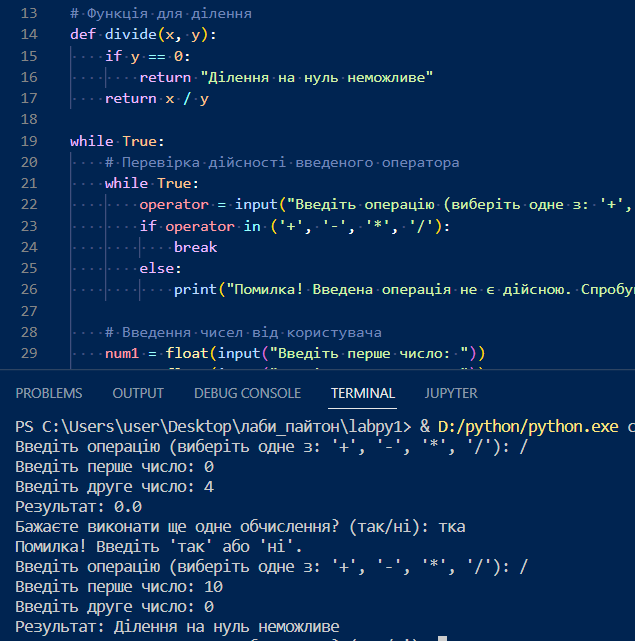 13 # Функція для ділення
14 def divide(x, y):
15 if y == 0:
16 return "Ділення на нуль неможливе"
17 return x / y
18
19 while True:
20 # Перевірка дійсності введеного оператора
21 while True:
22 operator = input("Введіть операцію (виберіть одне з: '+',
23 if operator in ('+', '-', '*', '/'):
24 break
25 else:
26 print("Помилка! Введена операція не є дійсною.
27
28 # Введення чисел від користувача
29 num1 = float(input("Введіть перше число: "))
PROBLEMS OUTPUT DEBUG CONSOLE TERMINAL JUPYTER
PS C:\Users\user\Desktop\лаби_пайтон\labpy1> & D:/python/python.exe c
Введіть операцію (виберіть одне з: '+', '-', '*', '/'): /
Введіть перше число: 0
Введіть друге число: 4
Результат: 0.0
Бажаєте виконати ще одне обчислення? (так/ні): тка
Помилка! Введіть 'так' або 'ні'.
Введіть операцію (виберіть одне з: '+', '-', '*', '/'): /
Введіть перше число: 10
Введіть друге число: 0
Результат: Ділення на нуль неможливе